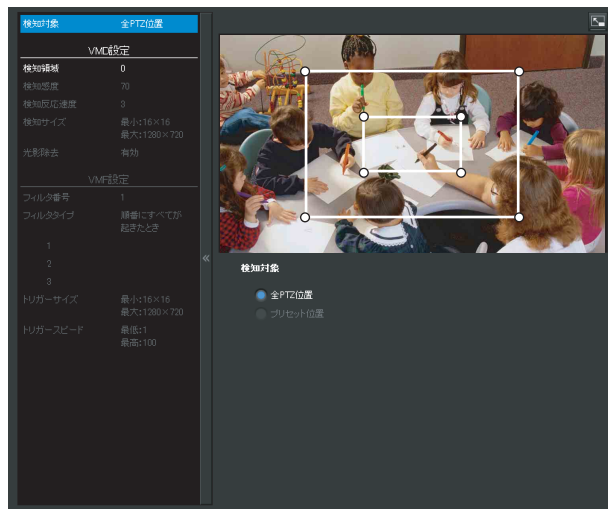 検知対象 全PTZ位置
VMD設定
検知領域 0
検知感度 70
検知反応速度 3
検知サイズ 最小:16×16
最大:1280×720
光影除去 有効
VMF設定
フィルタ番号 1
フィルタタイプ 順番にすべてが
起きたとき
1
2
3
トリガーサイズ 最小:16×16
最大:1280×720
トリガースピード 最低:1
最高:100
«
検知対象
全PTZ位置
プリセット位置